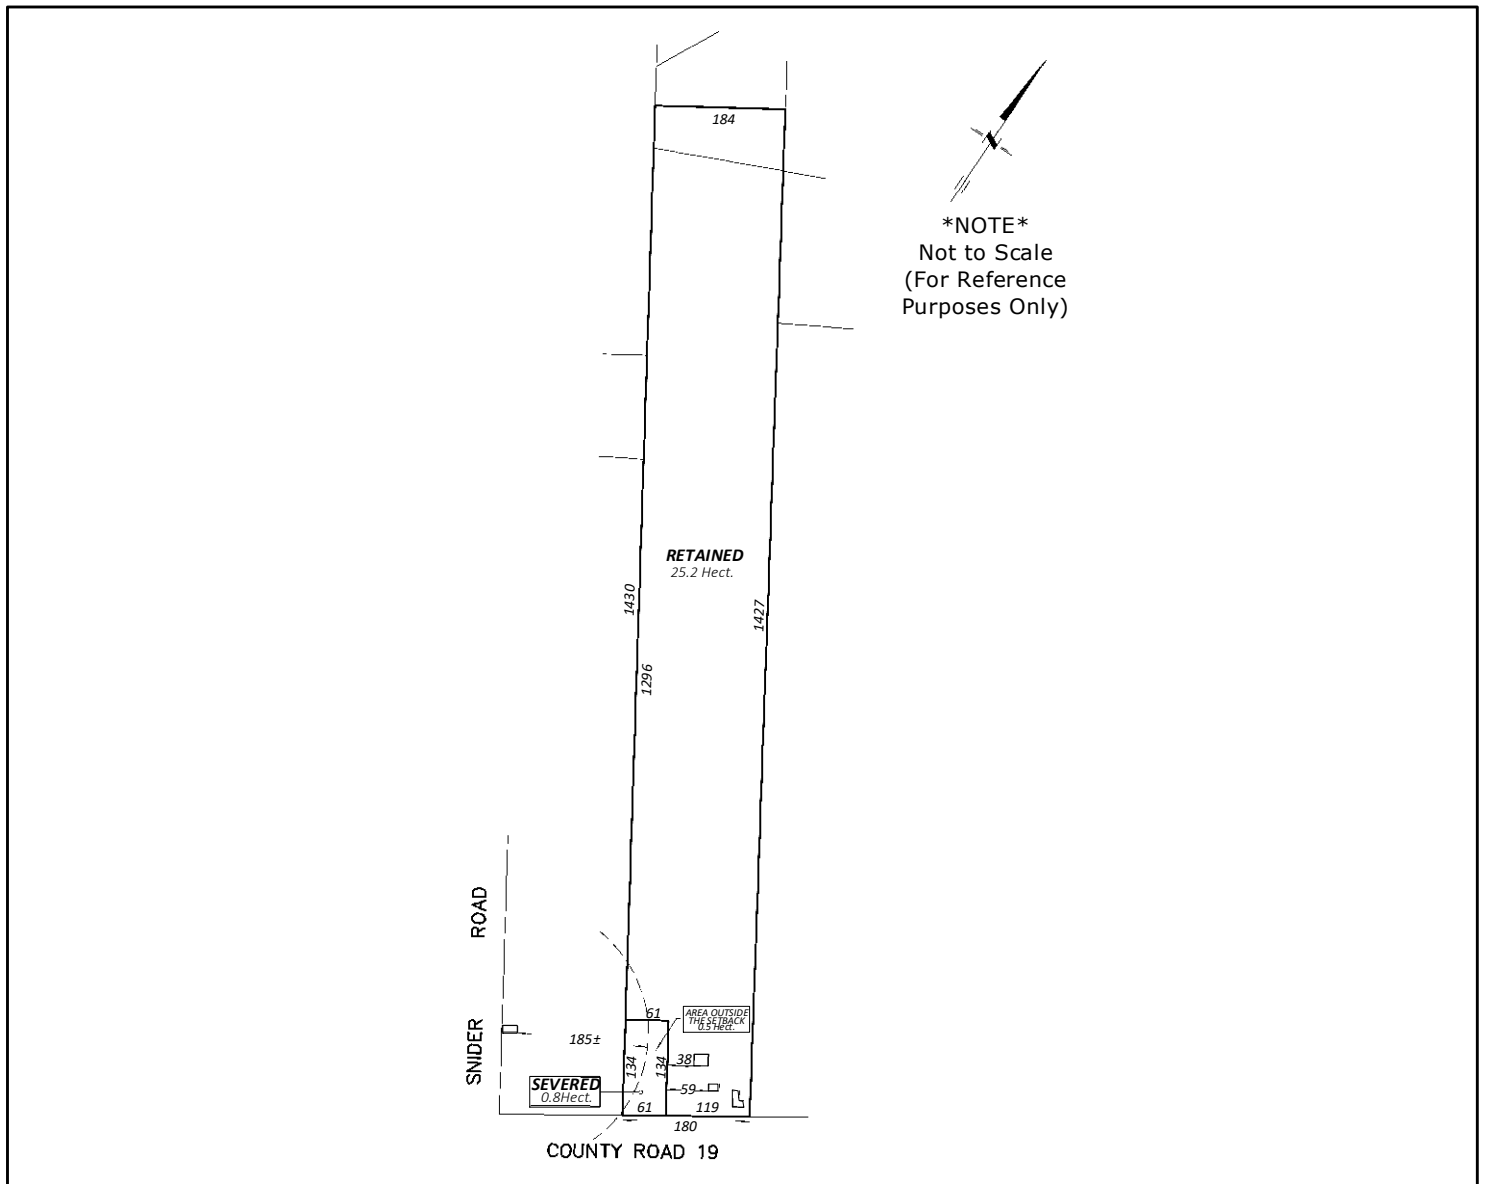 184
N
*NOTE*
Not to Scale
(For Reference
Purposes Only)
RETAINED
25.2 Hect.
1430
1427
1296
ROAD
SNIDER
61
AREA OUTSIDE
THE SETBACK
0.5 Hect.
185±
134
134
38
SEVERED
0.8Hect.
59
61
119
180
COUNTY ROAD 19